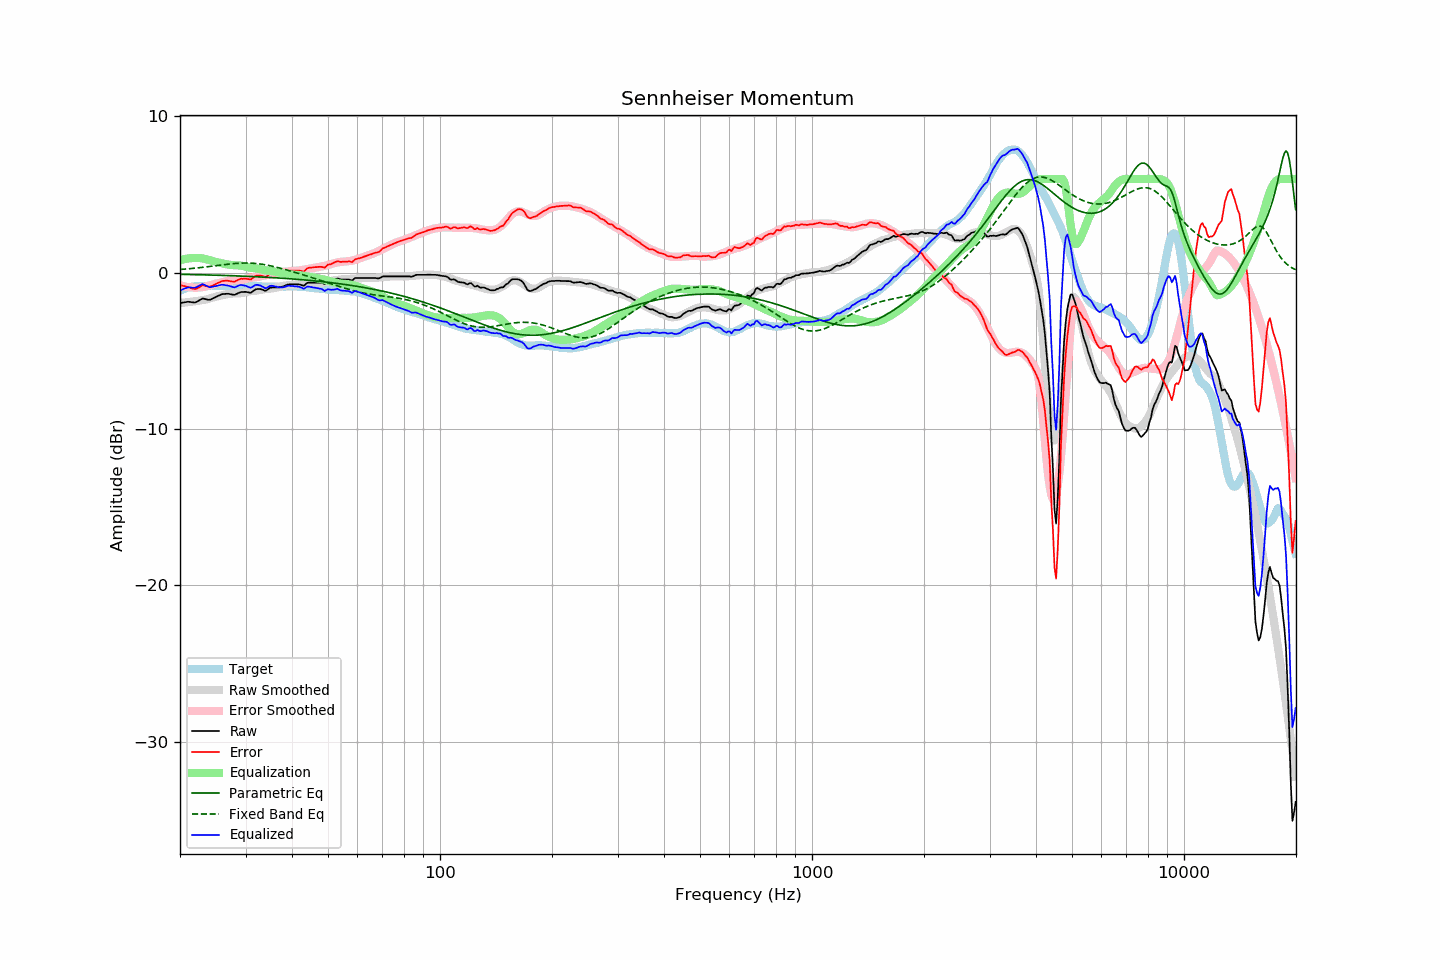 Sennheiser Momentum
10
0
−10
−20
−30
Amplitude (dBr)
Target
Raw Smoothed
Error Smoothed
Raw
Error
Equalization
Parametric Eq
Fixed Band Eq
Equalized
100
1000
10000
Frequency (Hz)